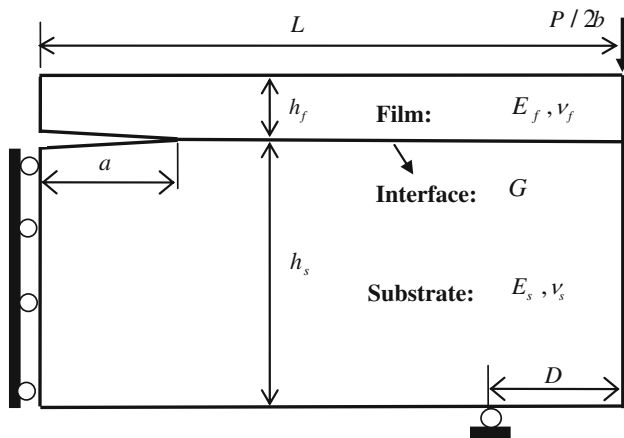 L
P / 2b
h_f
Film: E_f , ν_f
a
Interface: G
h_s
Substrate: E_s , ν_s
D